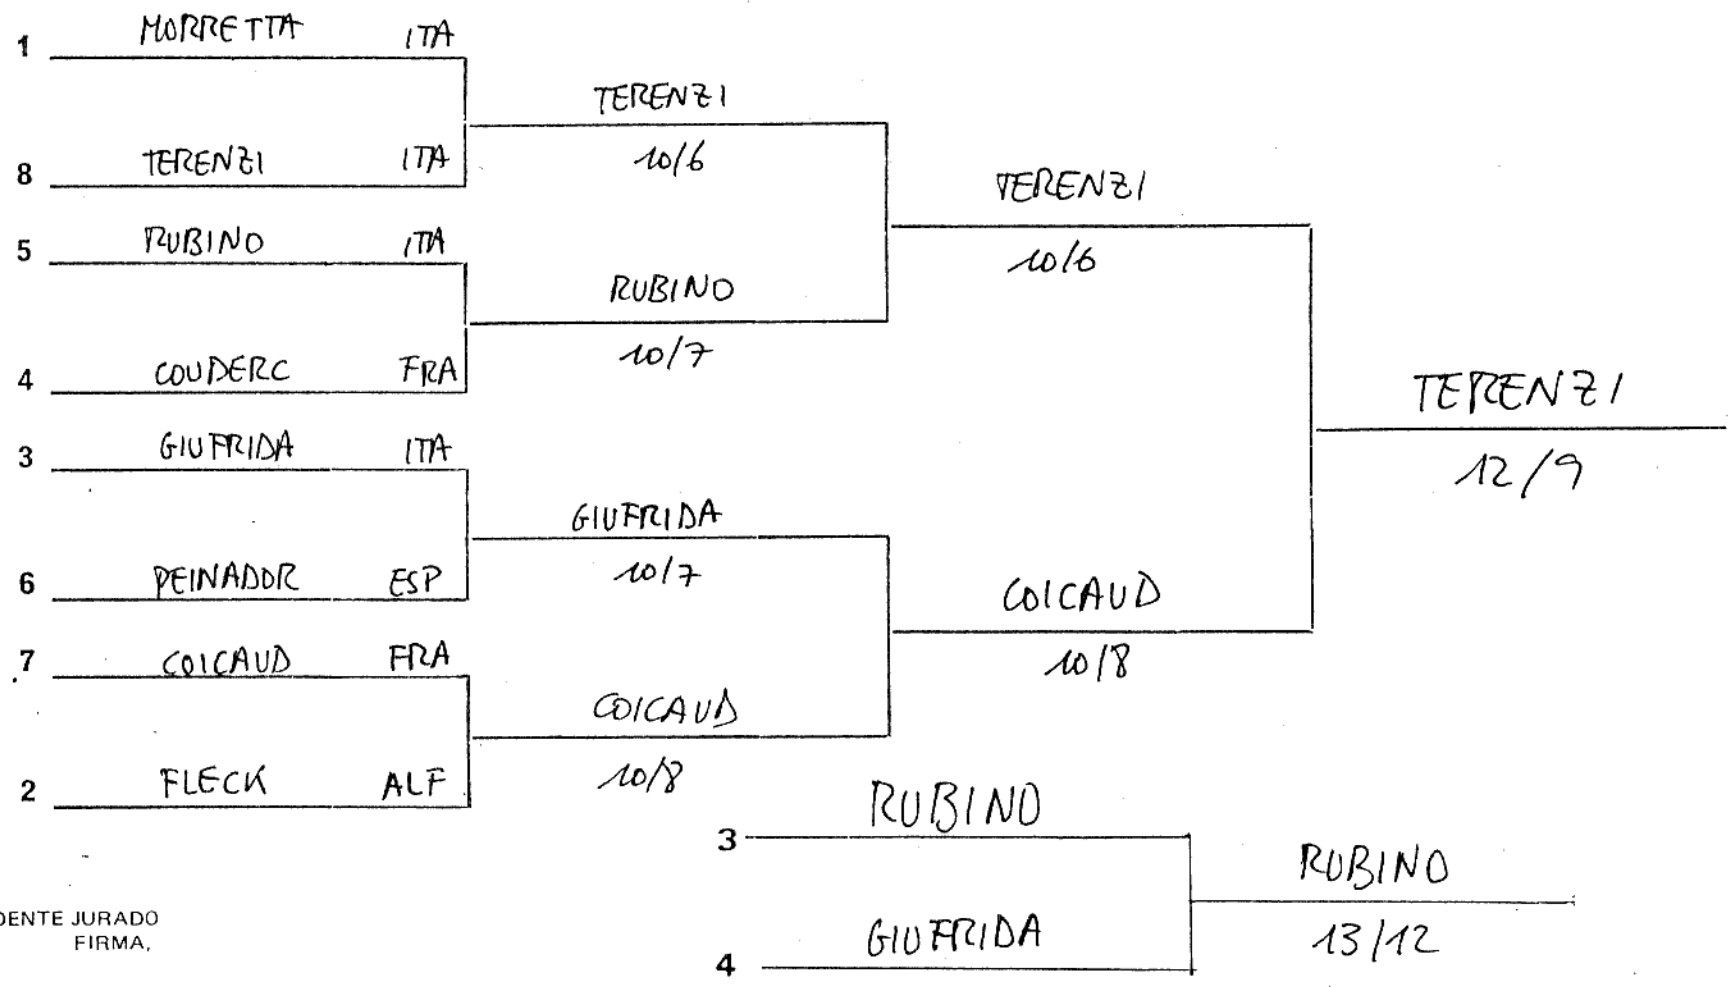 1 MORRETTA ITA
TERENZI
10/6
8 TERENZI ITA
TERENZI
10/6
5 RUBINO ITA
RUBINO
10/7
4 COUDERC FRA
TERENZI
12/9
3 GIUFRIDA ITA
GIUFRIDA
10/7
6 PEINADOR ESP
COICAUD
10/8
7 COICAUD FRA
COICAUD
10/8
2 FLECK ALF
3 RUBINO
RUBINO
13/12
4 GIUFRIDA
DENTE JURADO
FIRMA,